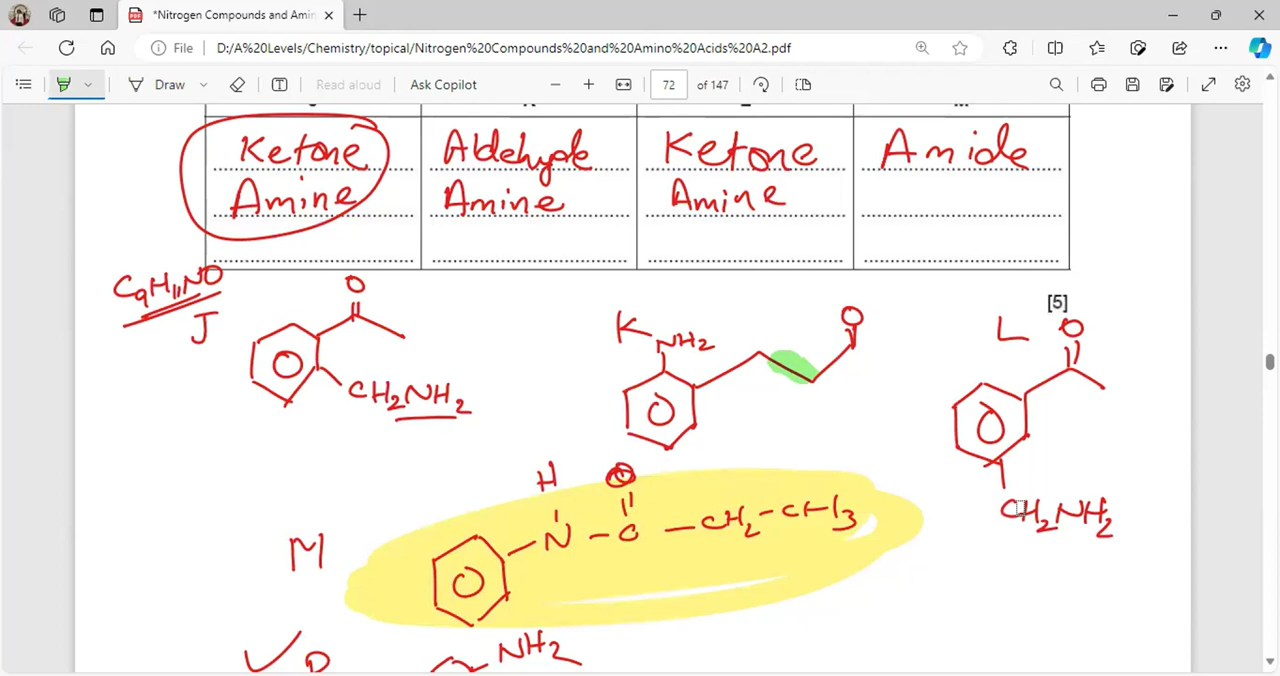 *Nitrogen Compounds and Amin
File D:/A%20Levels/Chemistry/topical/Nitrogen%20Compounds%20and%20Amino%20Acids%20A2.pdf
Draw Read aloud Ask Copilot 72 of 147
Ketone Aldehyde Ketone Amide
Amine Amine Amine
C9H11NO
J
O
CH2NH2
K
NH2
O
[5]
L
O
CH2NH2
M
H O
N - C - CH2 - CH3
D
NH2